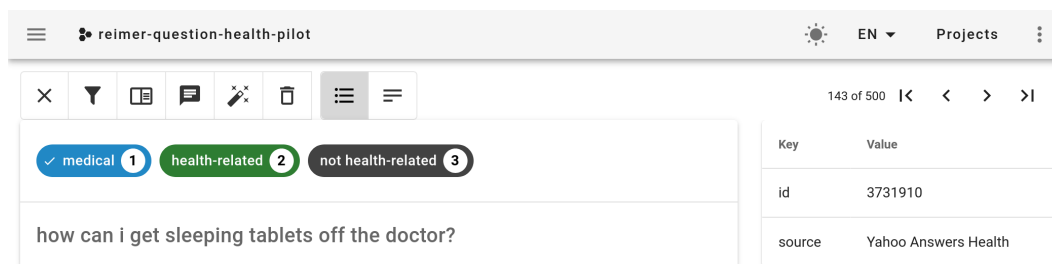 reimer-question-health-pilot EN Projects
143 of 500
medical 1 health-related 2 not health-related 3
how can i get sleeping tablets off the doctor?
Key Value
id 3731910
source Yahoo Answers Health